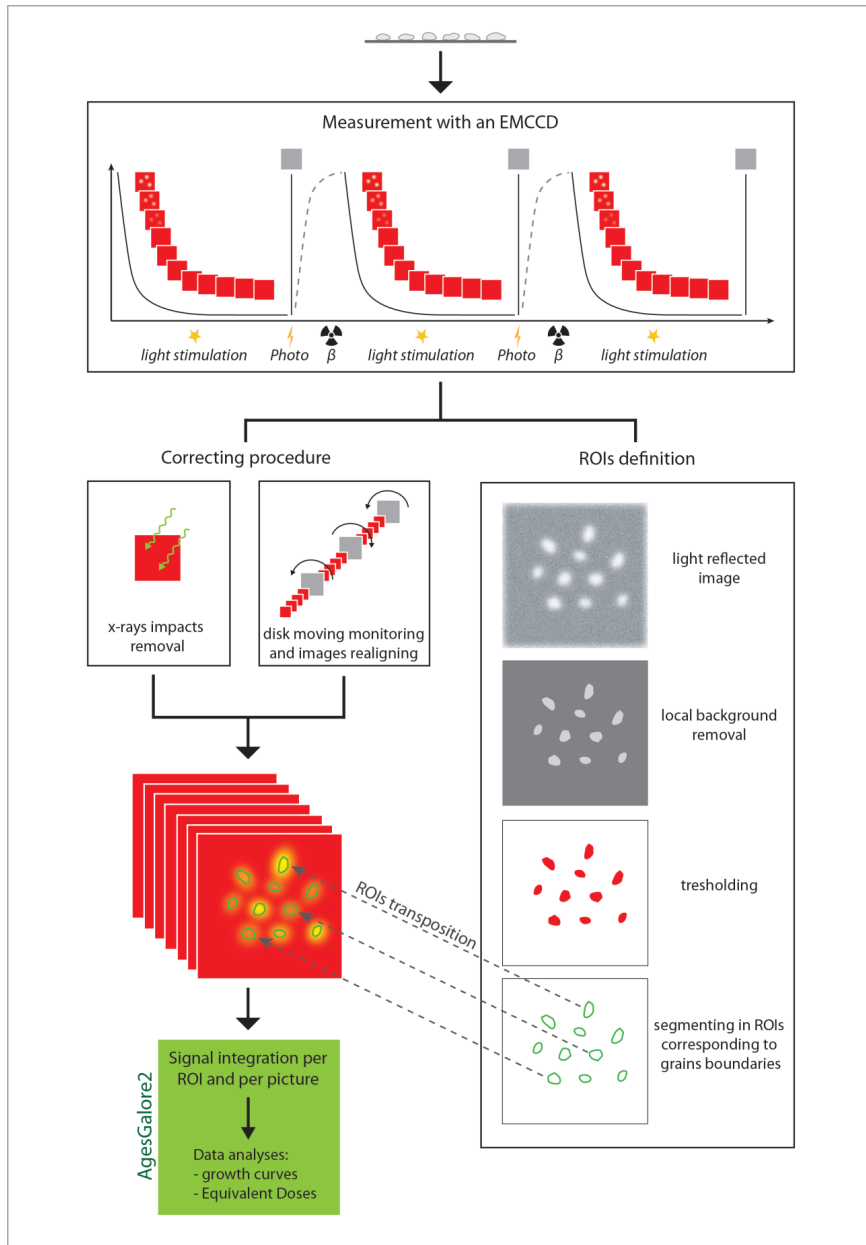 Measurement with an EMCCD
light stimulation
Photo
β
light stimulation
Photo
β
light stimulation
Correcting procedure
ROIs definition
x-rays impacts
removal
disk moving monitoring
and images realigning
light reflected
image
local background
removal
tresholding
segmenting in ROIs
corresponding to
grains boundaries
ROIs transposition
AgesGalore2
Signal integration per
ROI and per picture
Data analyses:
- growth curves
- Equivalent Doses